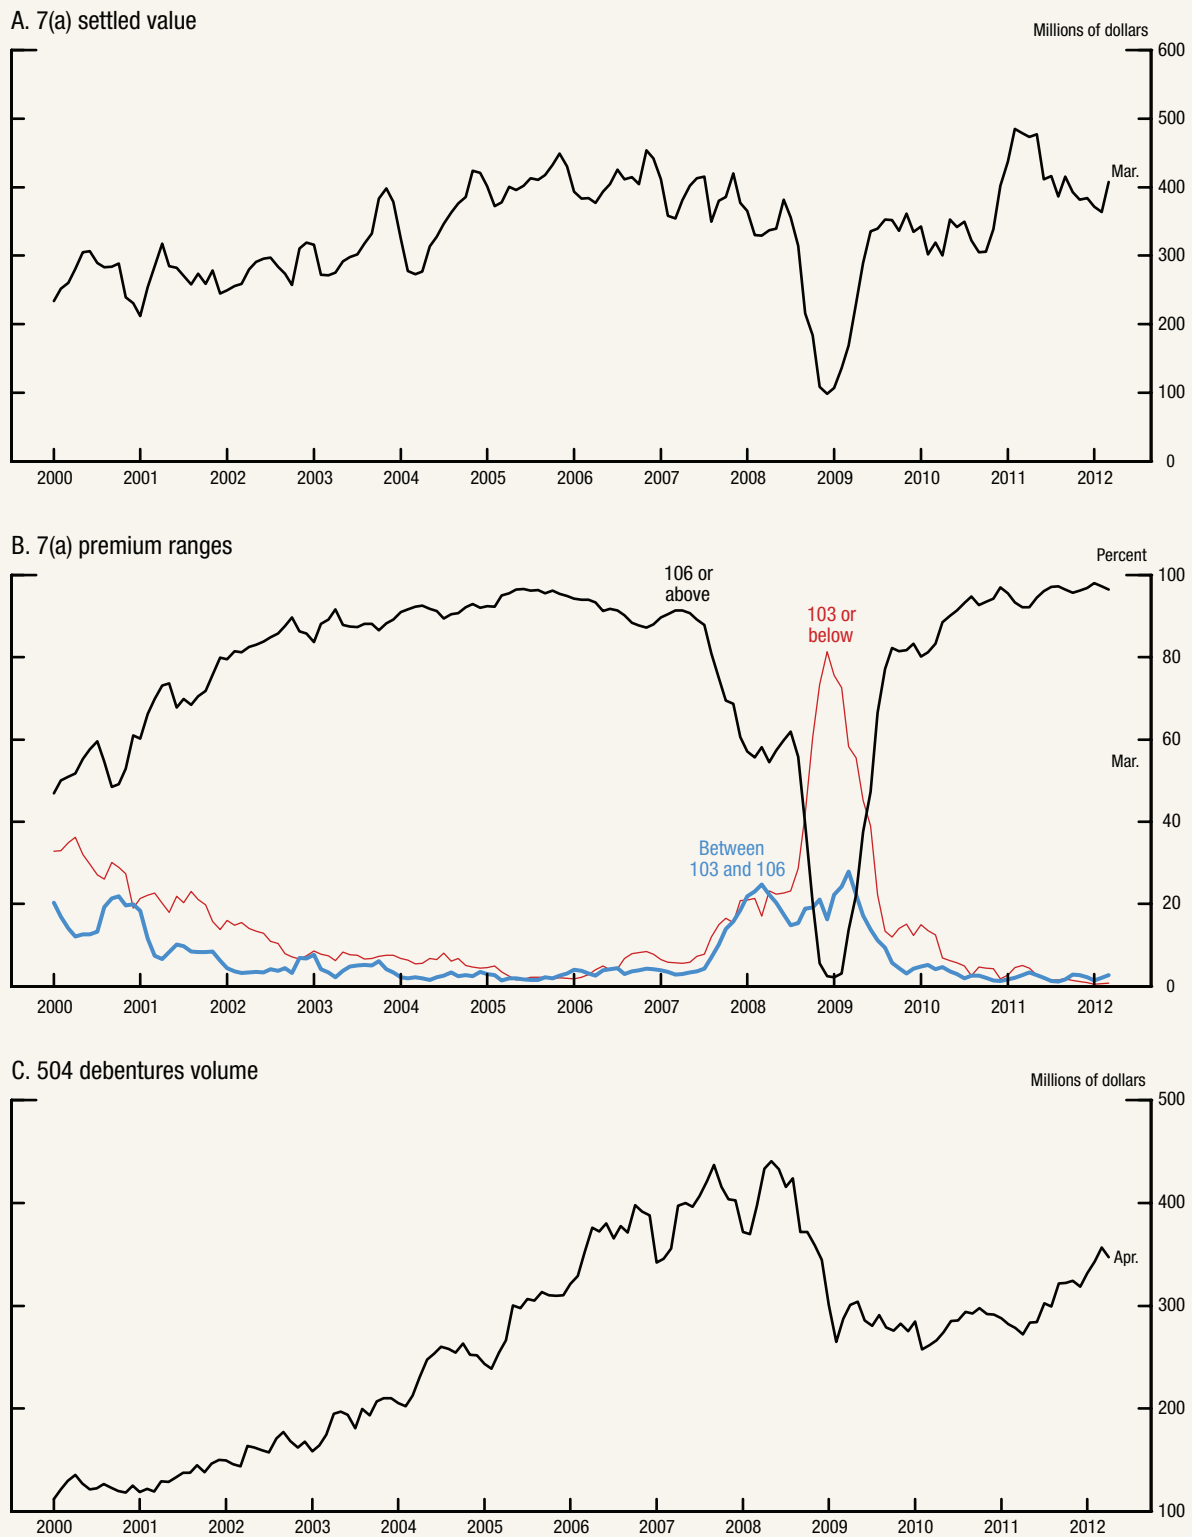 A. 7(a) settled value
Millions of dollars
600
500
Mar.
400
300
200
100
0
2000 2001 2002 2003 2004 2005 2006 2007 2008 2009 2010 2011 2012
B. 7(a) premium ranges
Percent
106 or
above
100
103 or
below
80
60
Mar.
40
Between
103 and 106
20
0
2000 2001 2002 2003 2004 2005 2006 2007 2008 2009 2010 2011 2012
C. 504 debentures volume
Millions of dollars
500
400
Apr.
300
200
100
2000 2001 2002 2003 2004 2005 2006 2007 2008 2009 2010 2011 2012